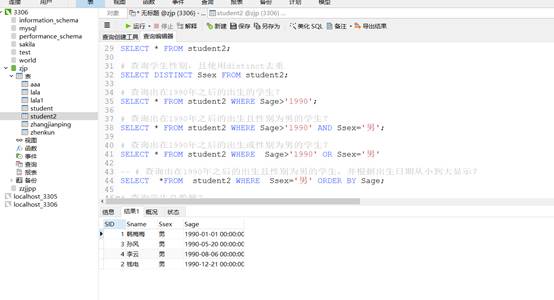 连接 用户 表 视图 函数 事件 查询 报表 备份 计划 模型
3306
information_schema
mysql
performance_schema
sakila
test
world
zjp
表
aaa
lala
lala1
student
student2
zhangjianping
zhenkun
视图
函数
事件
查询
报表
备份
zrjjpp
localhost_3305
localhost_3306
对象 * 无标题 @zjp (3306) - 查询 student2 @zjp (3306) - 表
运行 停止 解释 新建 保存 另存为 美化 SQL 备注 导出结果
查询创建工具 查询编辑器
29 SELECT * FROM student2;
30
31 # 查询学生性别，且使用distinct去重
32 SELECT DISTINCT Ssex FROM student2;
33
34 # 查询出在1990年之后的出生的学生?
35 SELECT * FROM student2 WHERE Sage>'1990';
36
37 # 查询出在1990年之后的出生且性别为男的学生?
38 SELECT * FROM student2 WHERE Sage>'1990' AND Ssex='男';
39
40 # 查询出在1990年之后的出生或性别为男的学生?
41 SELECT * FROM student2 WHERE Sage>'1990' OR Ssex='男'
42
43 -- # 查询出在1990年之后的出生且性别为男的学生，并根据出生日期从小到大显示?
44 SELECT *FROM student2 WHERE Ssex='男' ORDER BY Sage;
45
信息 结果1 概况 状态
SID Sname Ssex Sage
1 韩梅梅 男 1990-01-01 00:00:00
3 孙风 男 1990-05-20 00:00:00
4 李云 男 1990-08-06 00:00:00
2 钱电 男 1990-12-21 00:00:00